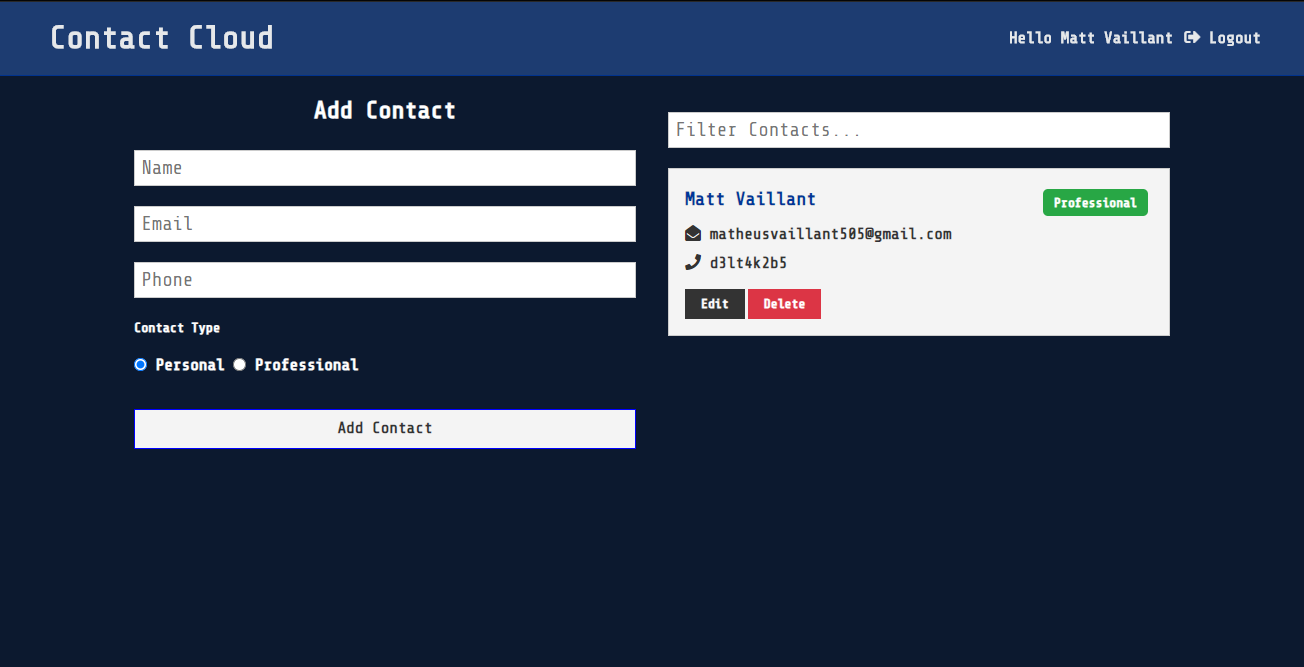 Contact Cloud
Hello Matt Vaillant Logout
Add Contact
Name
Email
Phone
Contact Type
Personal Professional
Add Contact
Filter Contacts...
Matt Vaillant
Professional
matheusvaillant505@gmail.com
d3lt4k2b5
Edit Delete